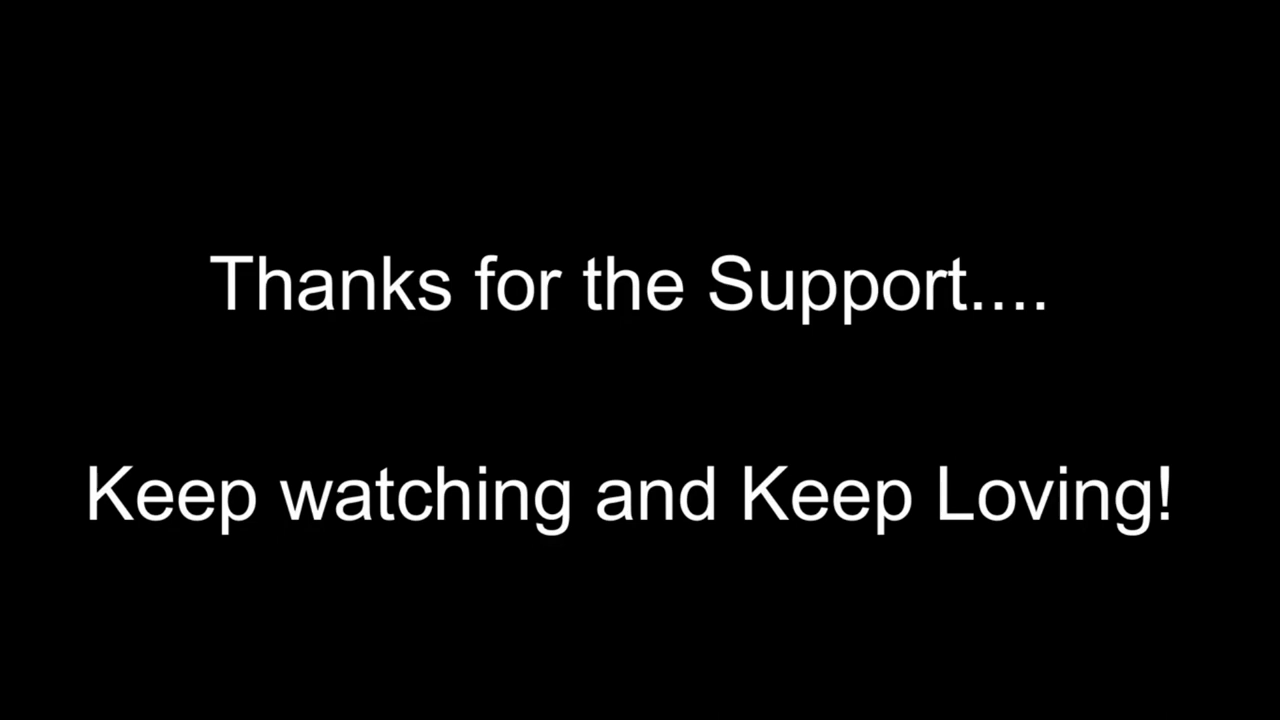 Thanks for the Support....
Keep watching and Keep Loving!